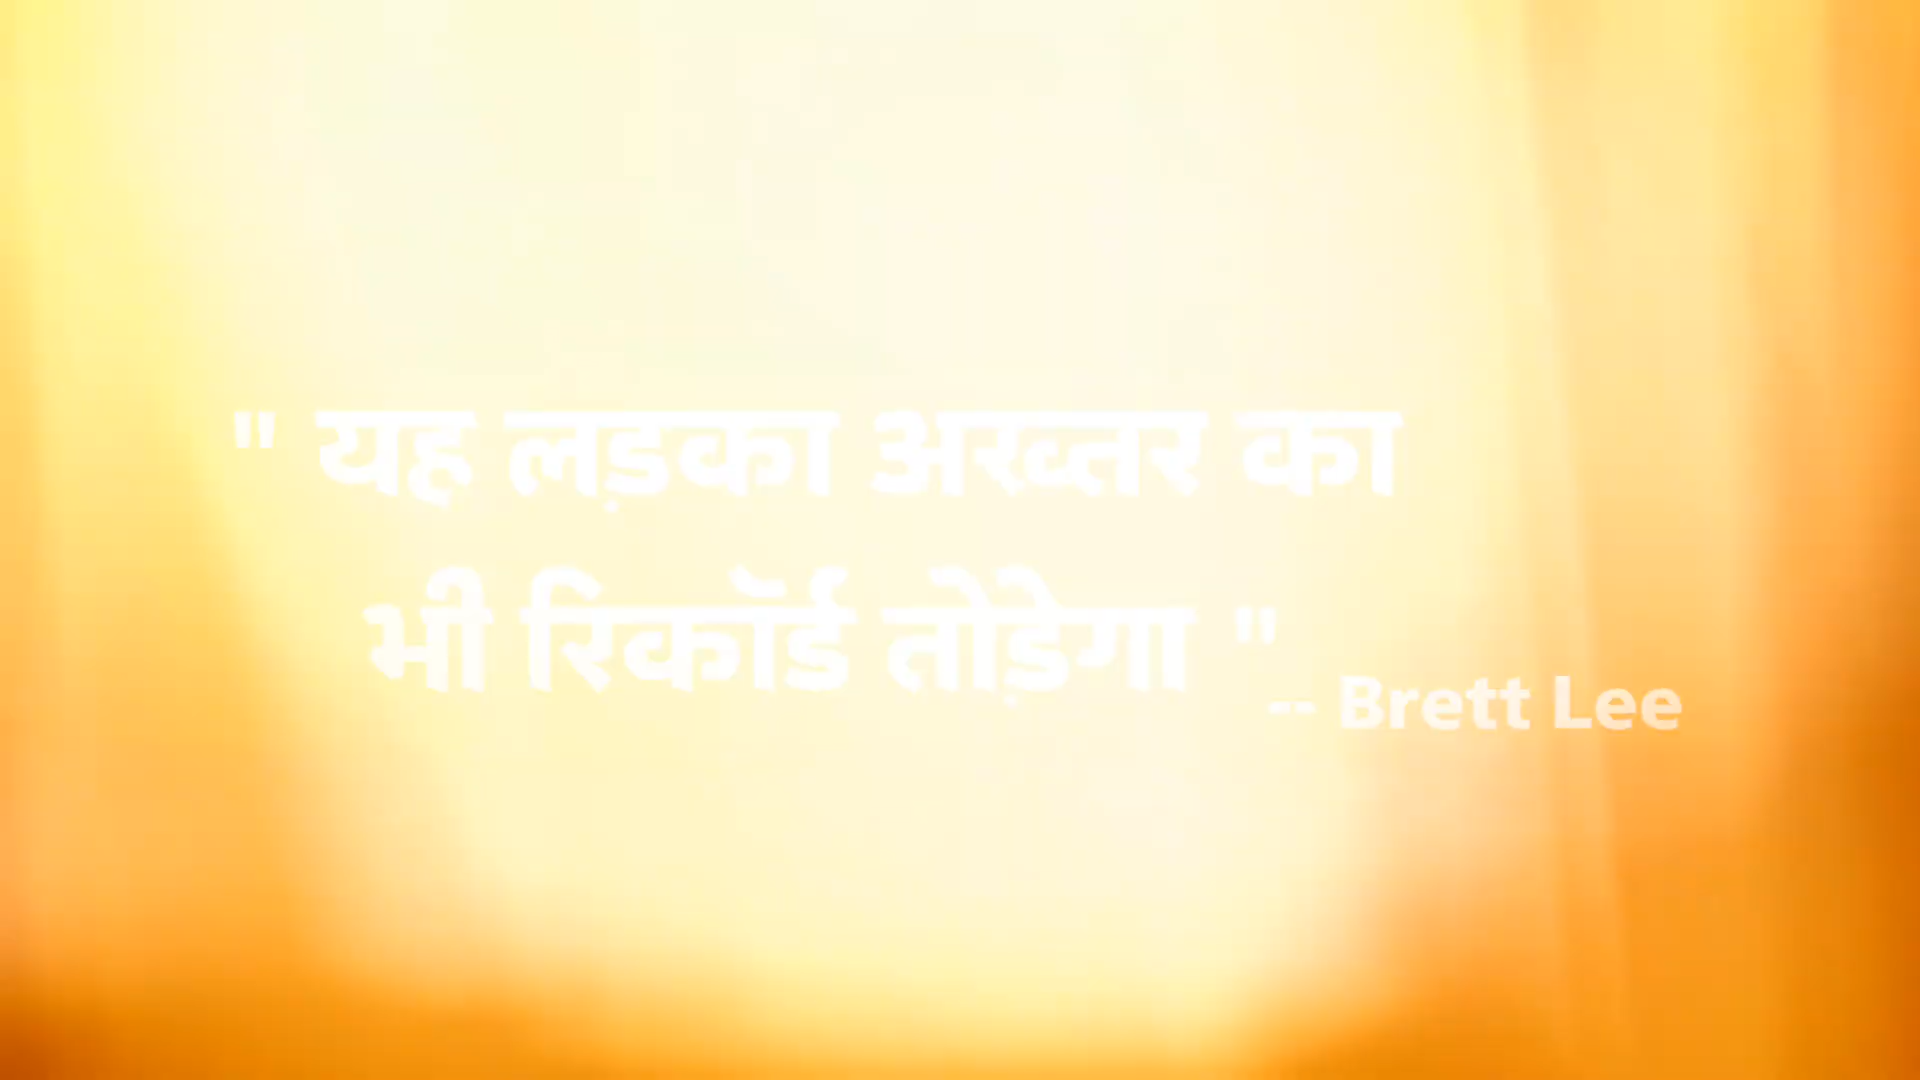 " यह लड़का अख्तर का
भी रिकॉर्ड तोड़ेगा "
-- Brett Lee